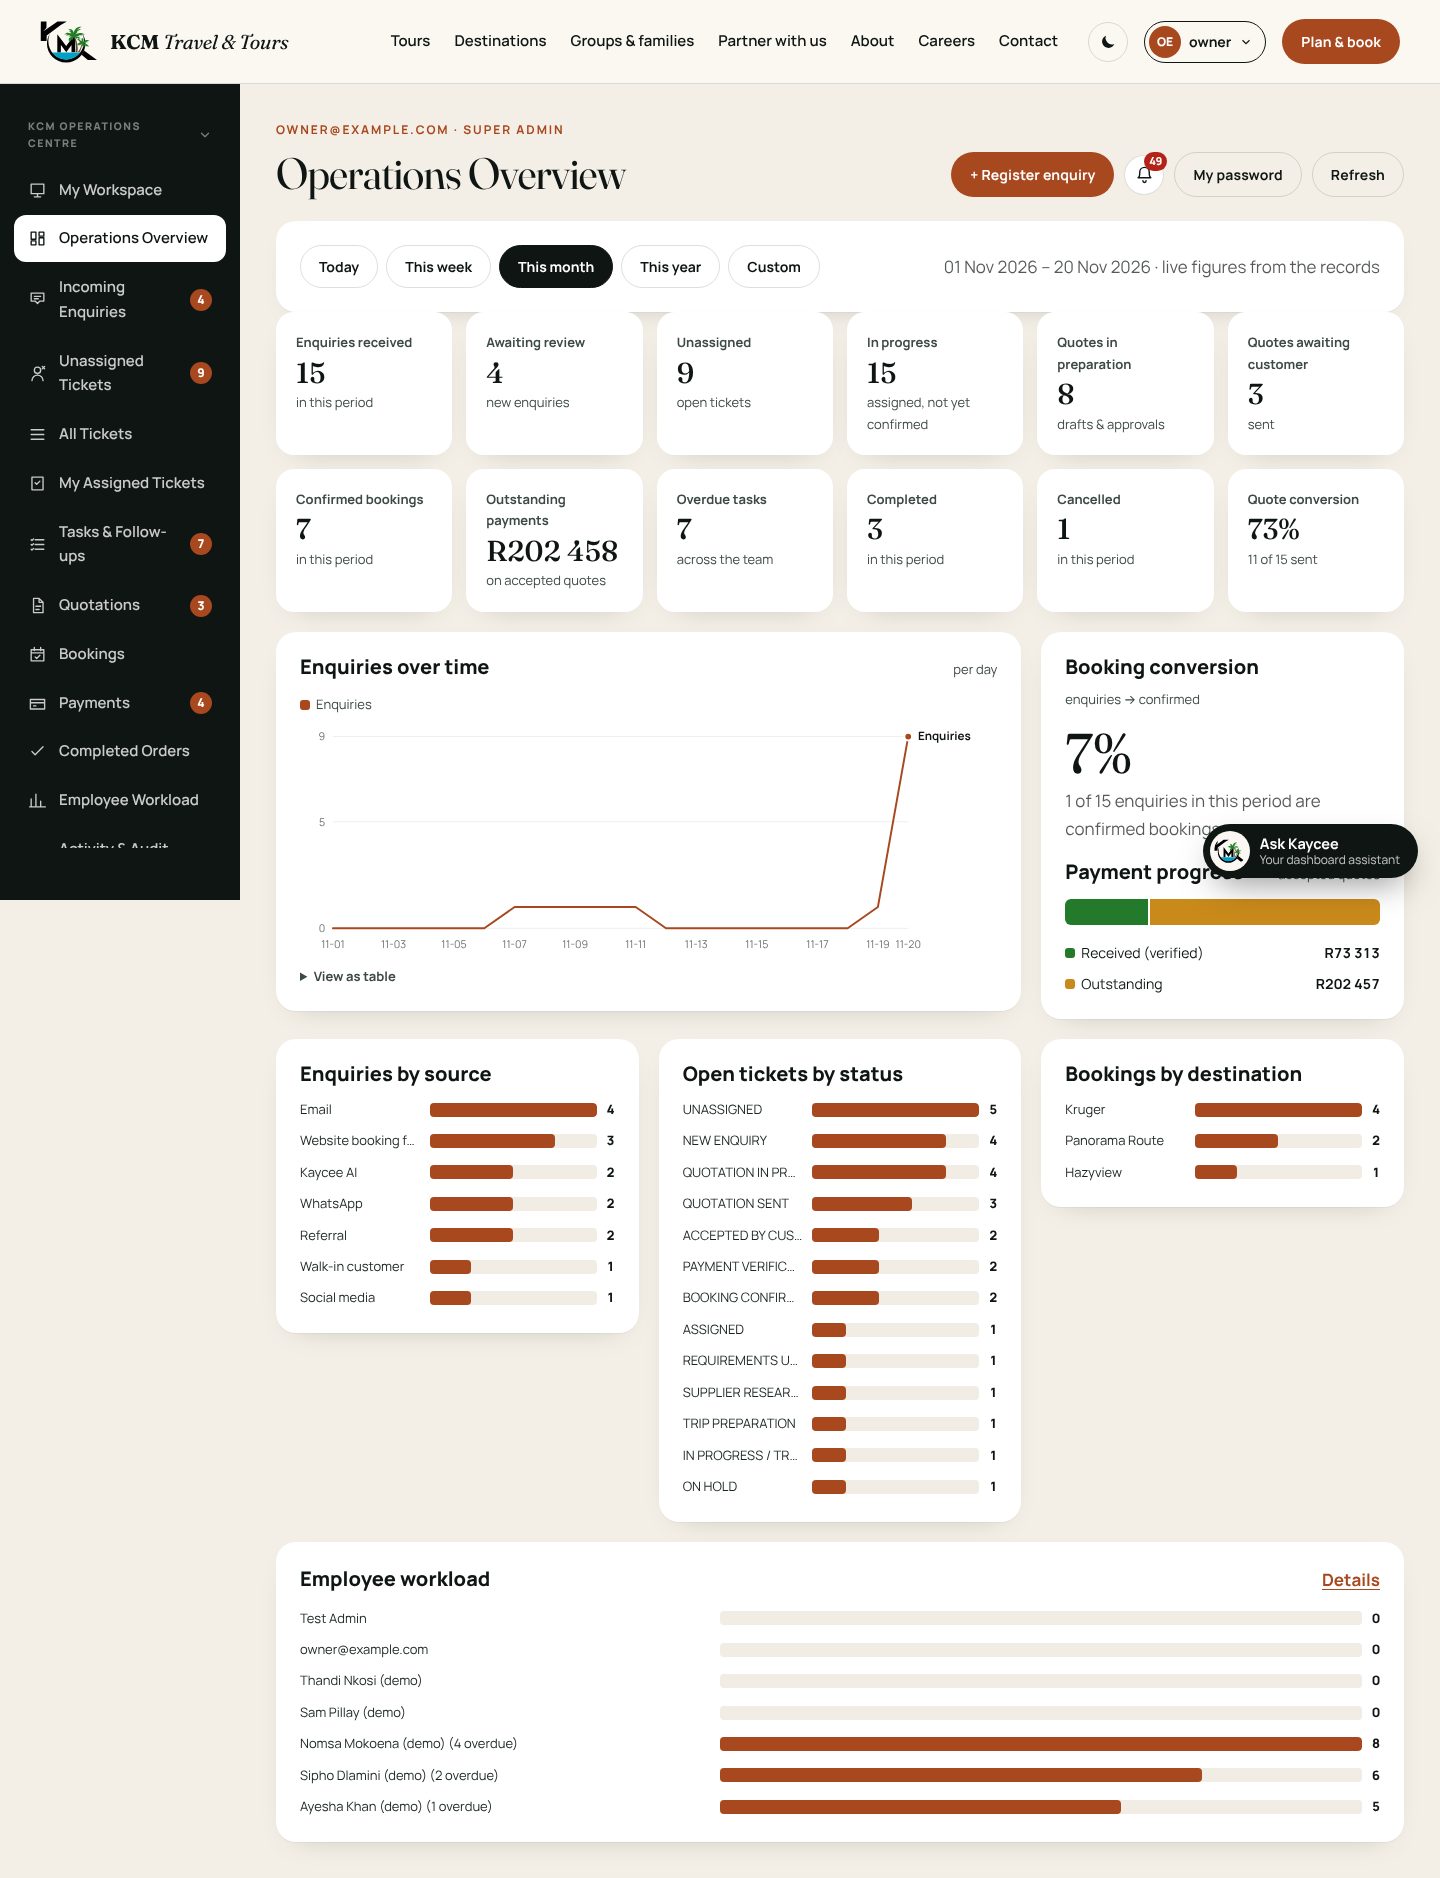 KCM Travel & Tours
Tours
Destinations
Groups & families
Partner with us
About
Careers
Contact
OE
owner
Plan & book
KCM OPERATIONS
CENTRE
My Workspace
Operations Overview
Incoming
Enquiries
4
Unassigned
Tickets
9
All Tickets
My Assigned Tickets
Tasks & Follow-
ups
7
Quotations
3
Bookings
Payments
4
Completed Orders
Employee Workload
Activity & Audit
OWNER@EXAMPLE.COM · SUPER ADMIN
Operations Overview
+ Register enquiry
49
My password
Refresh
Today
This week
This month
This year
Custom
01 Nov 2026 – 20 Nov 2026 · live figures from the records
Enquiries received
15
in this period
Awaiting review
4
new enquiries
Unassigned
9
open tickets
In progress
15
assigned, not yet
confirmed
Quotes in
preparation
8
drafts & approvals
Quotes awaiting
customer
3
sent
Confirmed bookings
7
in this period
Outstanding
payments
R202 458
on accepted quotes
Overdue tasks
7
across the team
Completed
3
in this period
Cancelled
1
in this period
Quote conversion
73%
11 of 15 sent
Enquiries over time
per day
Enquiries
9
Enquiries
5
0
11-01 11-03 11-05 11-07 11-09 11-11 11-13 11-15 11-17 11-19 11-20
▶ View as table
Booking conversion
enquiries → confirmed
7%
1 of 15 enquiries in this period are
confirmed bookings
Ask Kaycee
Your dashboard assistant
Payment progress
accepted quotes
Received (verified) R73 313
Outstanding R202 457
Enquiries by source
Email 4
Website booking f... 3
Kaycee AI 2
WhatsApp 2
Referral 2
Walk-in customer 1
Social media 1
Open tickets by status
UNASSIGNED 5
NEW ENQUIRY 4
QUOTATION IN PR... 4
QUOTATION SENT 3
ACCEPTED BY CUS... 2
PAYMENT VERIFIC... 2
BOOKING CONFIR... 2
ASSIGNED 1
REQUIREMENTS U... 1
SUPPLIER RESEAR... 1
TRIP PREPARATION 1
IN PROGRESS / TR... 1
ON HOLD 1
Bookings by destination
Kruger 4
Panorama Route 2
Hazyview 1
Employee workload
Details
Test Admin 0
owner@example.com 0
Thandi Nkosi (demo) 0
Sam Pillay (demo) 0
Nomsa Mokoena (demo) (4 overdue) 8
Sipho Dlamini (demo) (2 overdue) 6
Ayesha Khan (demo) (1 overdue) 5